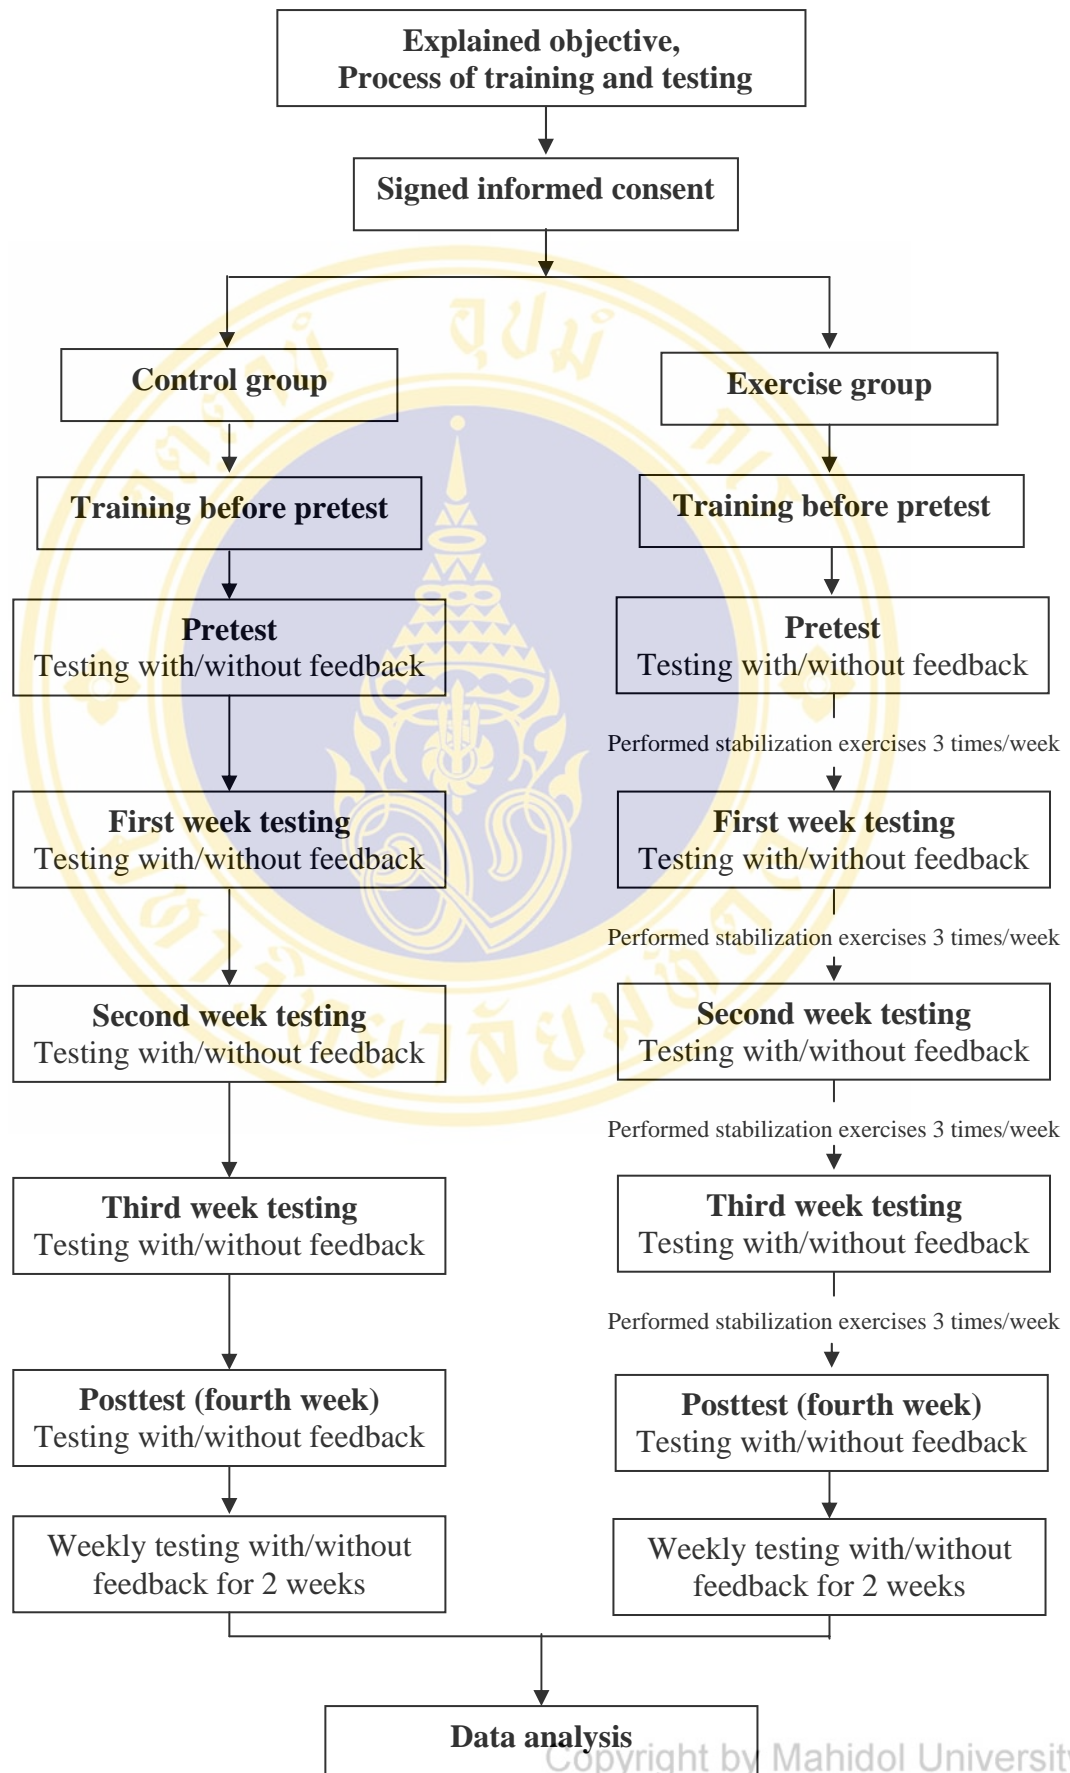 Explained objective,
Process of training and testing
Signed informed consent
Control group
Training before pretest
Pretest
Testing with/without feedback
First week testing
Testing with/without feedback
Second week testing
Testing with/without feedback
Third week testing
Testing with/without feedback
Posttest (fourth week)
Testing with/without feedback
Weekly testing with/without
feedback for 2 weeks
Exercise group
Training before pretest
Pretest
Testing with/without feedback
Performed stabilization exercises 3 times/week
First week testing
Testing with/without feedback
Performed stabilization exercises 3 times/week
Second week testing
Testing with/without feedback
Performed stabilization exercises 3 times/week
Third week testing
Testing with/without feedback
Performed stabilization exercises 3 times/week
Posttest (fourth week)
Testing with/without feedback
Weekly testing with/without
feedback for 2 weeks
Data analysis
Copyright by Mahidol University